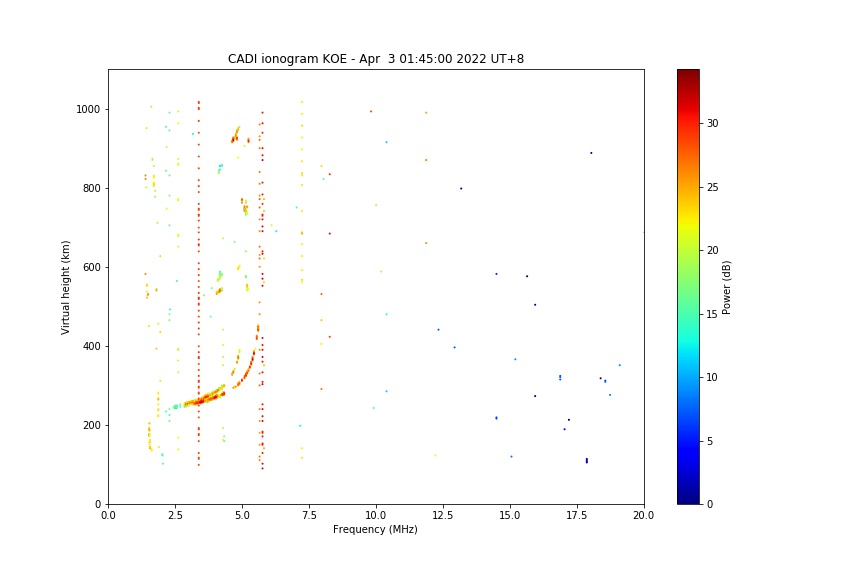 CADI ionogram KOE - Apr  3 01:45:00 2022 UT+8
1000
800
600
400
200
0
Virtual height (km)
0.0 2.5 5.0 7.5 10.0 12.5 15.0 17.5 20.0
Frequency (MHz)
30
25
20
15
10
5
0
Power (dB)